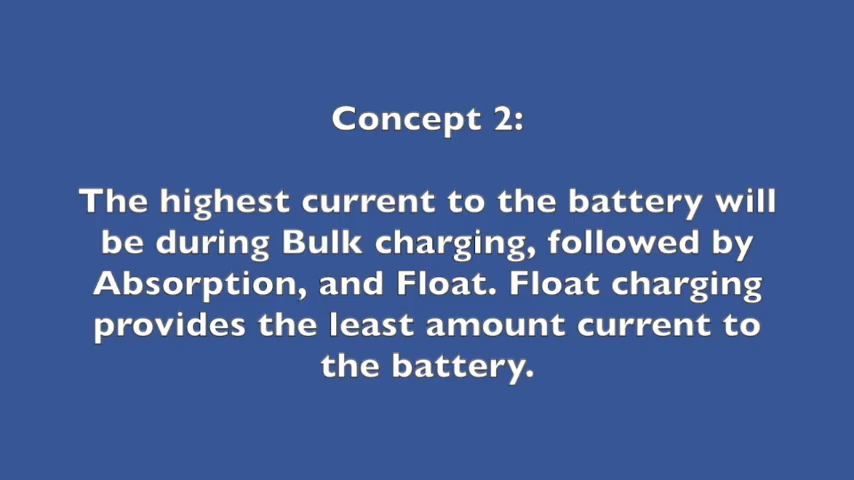 Concept 2:
The highest current to the battery will
be during Bulk charging, followed by
Absorption, and Float. Float charging
provides the least amount current to
the battery.